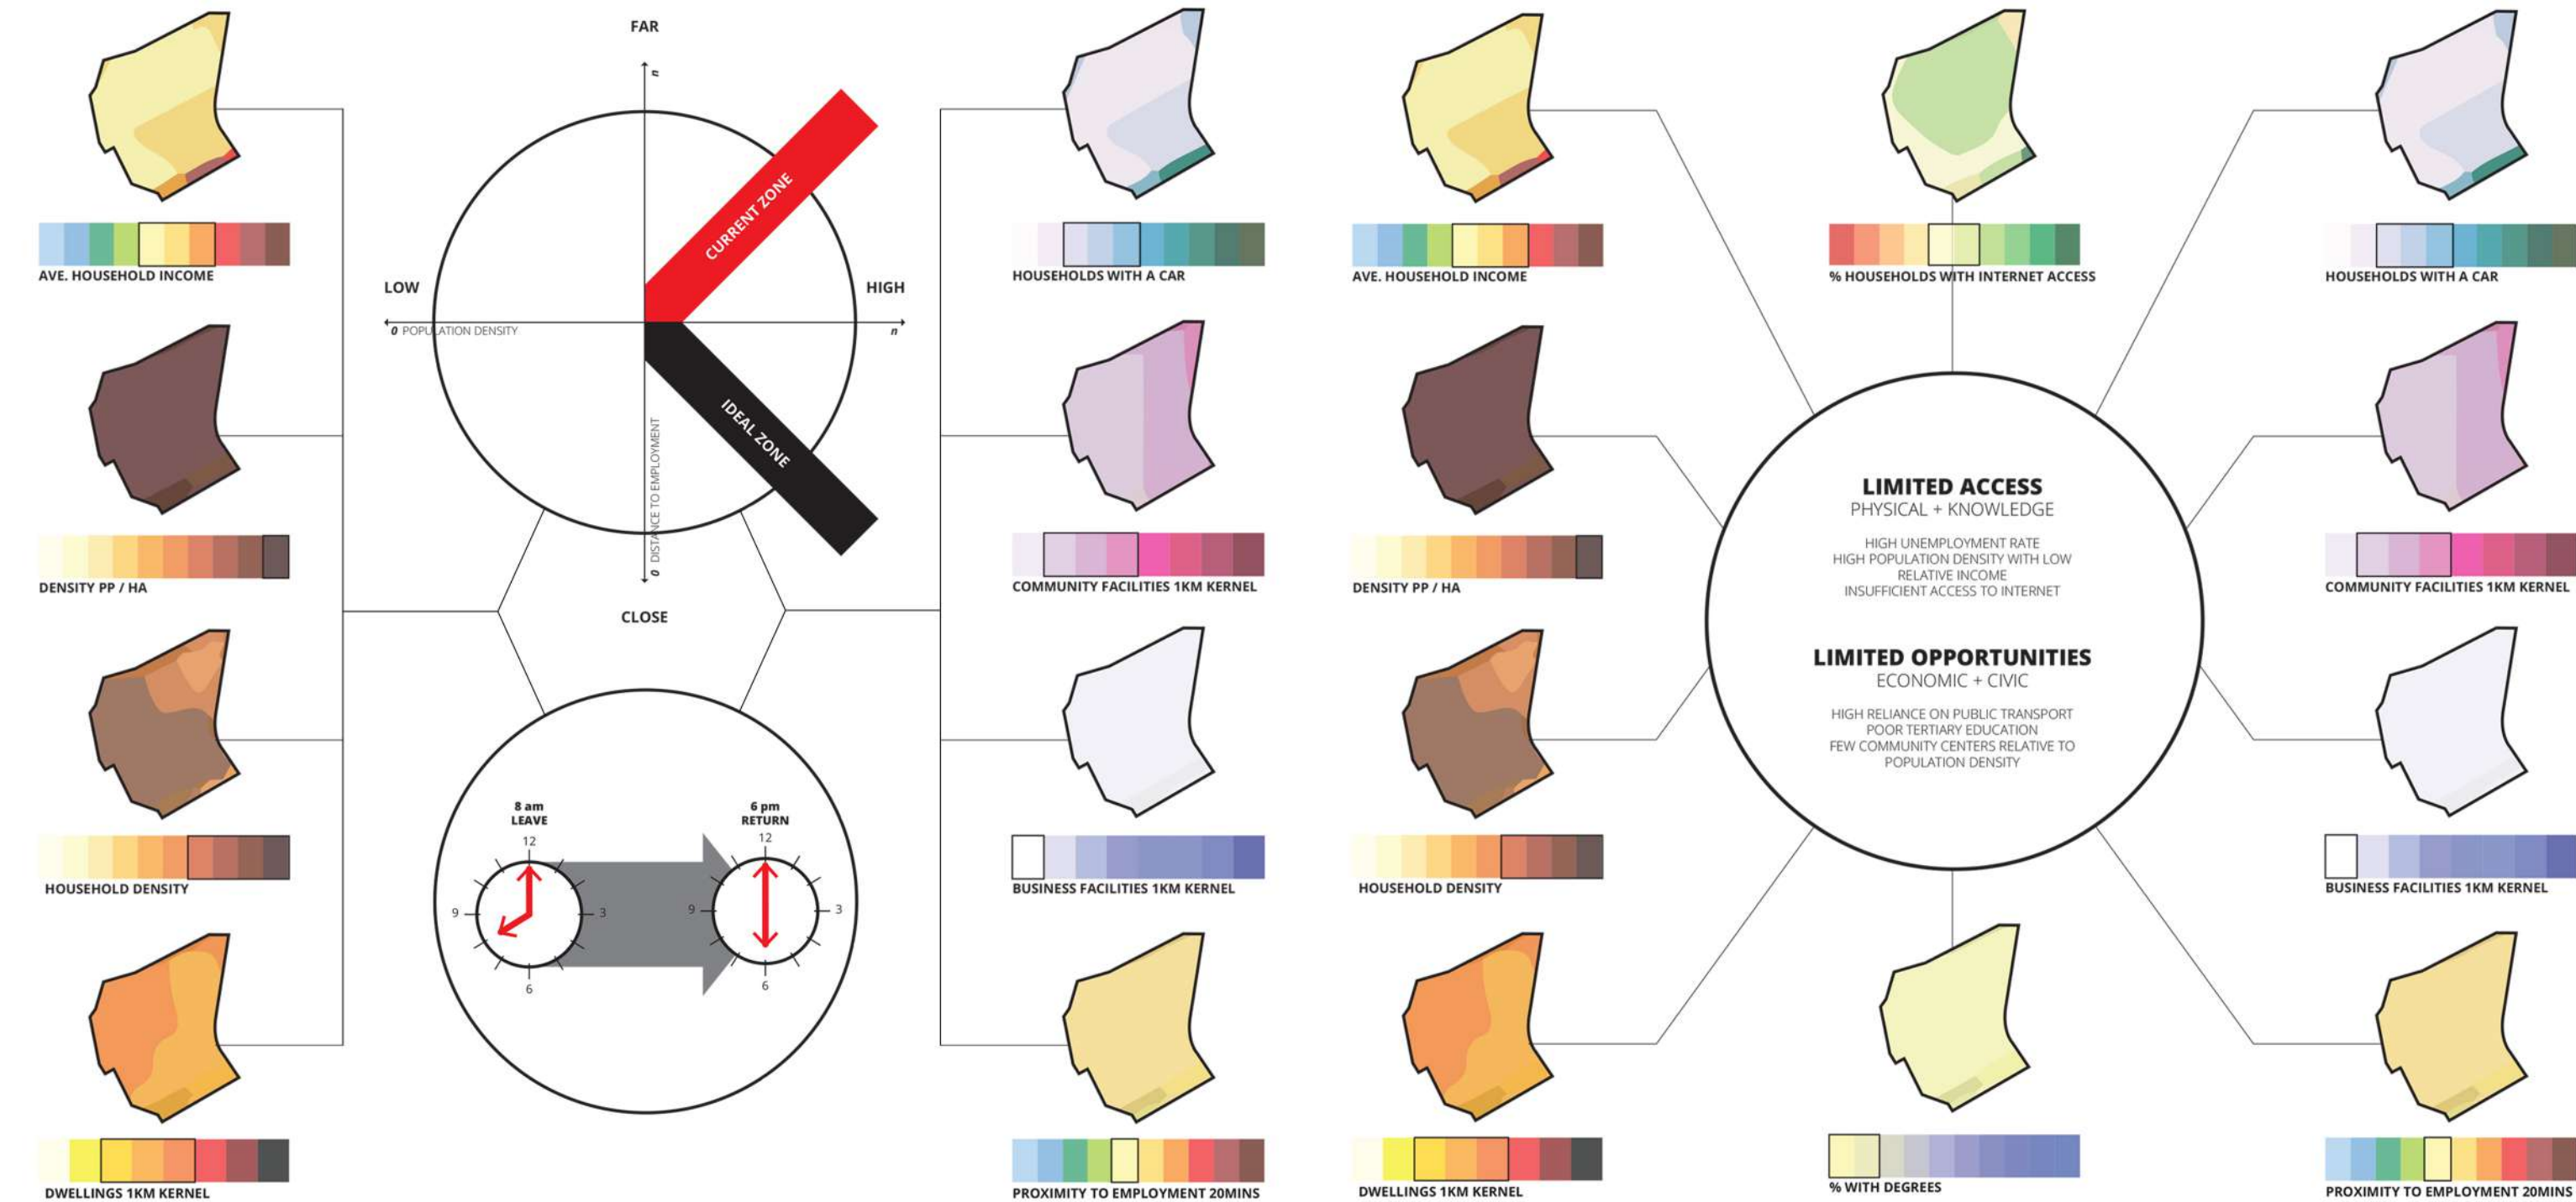 AVE. HOUSEHOLD INCOME
DENSITY PP / HA
HOUSEHOLD DENSITY
DWELLINGS 1KM KERNEL
FAR
n
CURRENT ZONE
LOW
HIGH
0 POPULATION DENSITY
n
IDEAL ZONE
0 DISTANCE TO EMPLOYMENT
CLOSE
8 am
LEAVE
12
9
3
6
6 pm
RETURN
12
9
3
6
HOUSEHOLDS WITH A CAR
COMMUNITY FACILITIES 1KM KERNEL
BUSINESS FACILITIES 1KM KERNEL
PROXIMITY TO EMPLOYMENT 20MINS
AVE. HOUSEHOLD INCOME
DENSITY PP / HA
HOUSEHOLD DENSITY
DWELLINGS 1KM KERNEL
% HOUSEHOLDS WITH INTERNET ACCESS
LIMITED ACCESS
PHYSICAL + KNOWLEDGE
HIGH UNEMPLOYMENT RATE
HIGH POPULATION DENSITY WITH LOW
RELATIVE INCOME
INSUFFICIENT ACCESS TO INTERNET
LIMITED OPPORTUNITIES
ECONOMIC + CIVIC
HIGH RELIANCE ON PUBLIC TRANSPORT
POOR TERTIARY EDUCATION
FEW COMMUNITY CENTERS RELATIVE TO
POPULATION DENSITY
% WITH DEGREES
HOUSEHOLDS WITH A CAR
COMMUNITY FACILITIES 1KM KERNEL
BUSINESS FACILITIES 1KM KERNEL
PROXIMITY TO EMPLOYMENT 20MINS